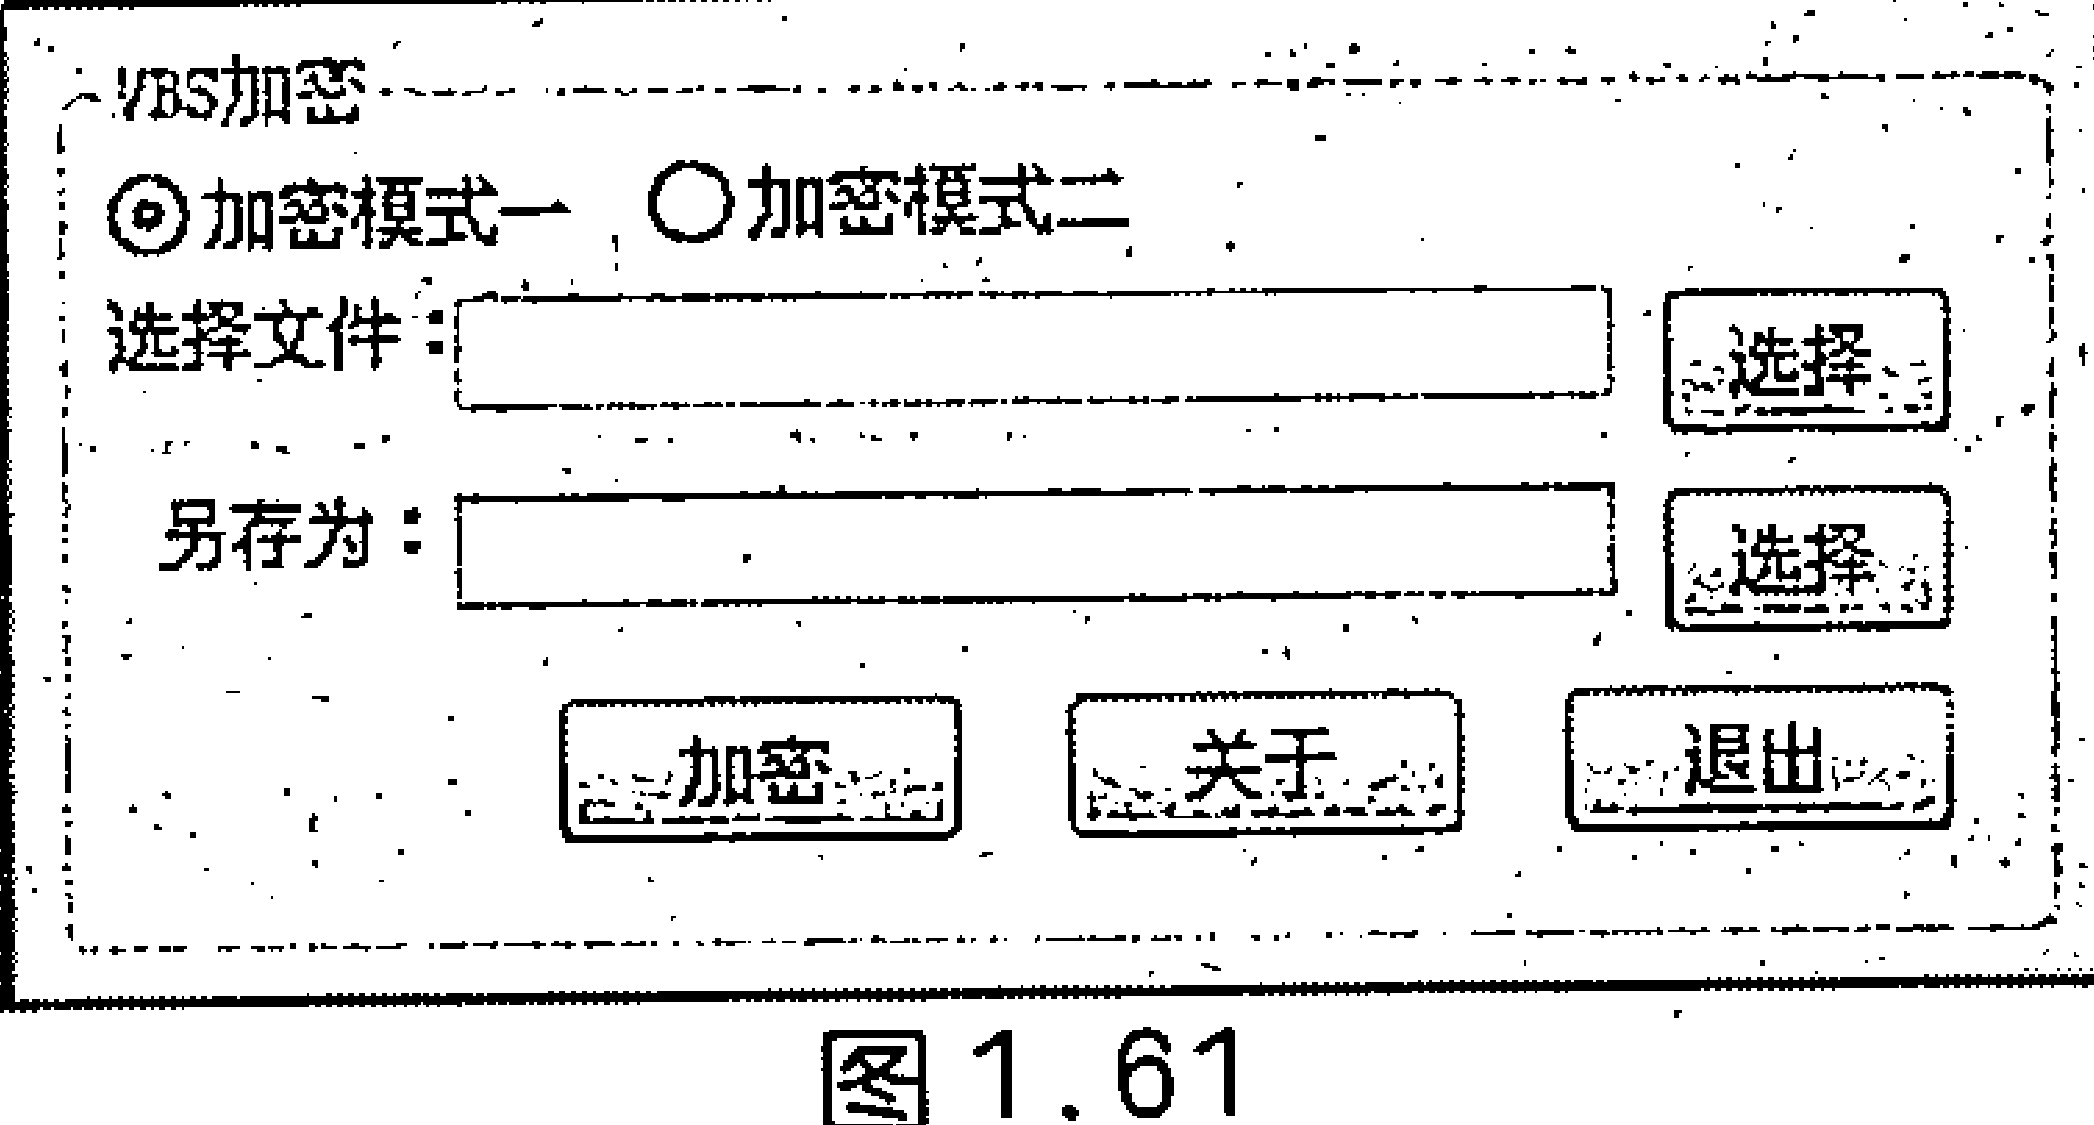 VBS加密
加密模式一 加密模式二
选择文件： 选择
另存为： 选择
加密 关于 退出
图 1.61